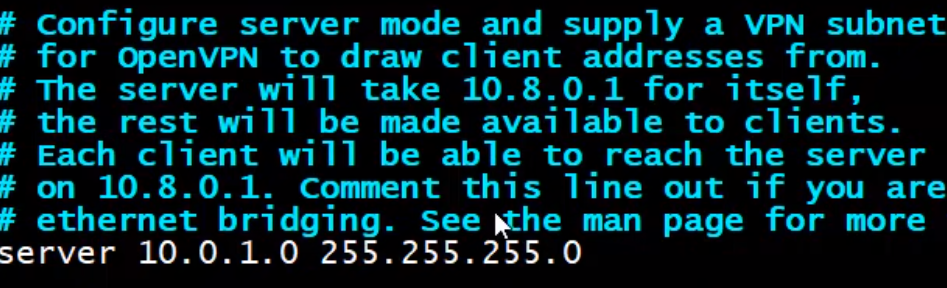 # Configure server mode and supply a VPN subnet
# for OpenVPN to draw client addresses from.
# The server will take 10.8.0.1 for itself,
# the rest will be made available to clients.
# Each client will be able to reach the server
# on 10.8.0.1. Comment this line out if you are
# ethernet bridging. See the man page for more
server 10.0.1.0 255.255.255.0